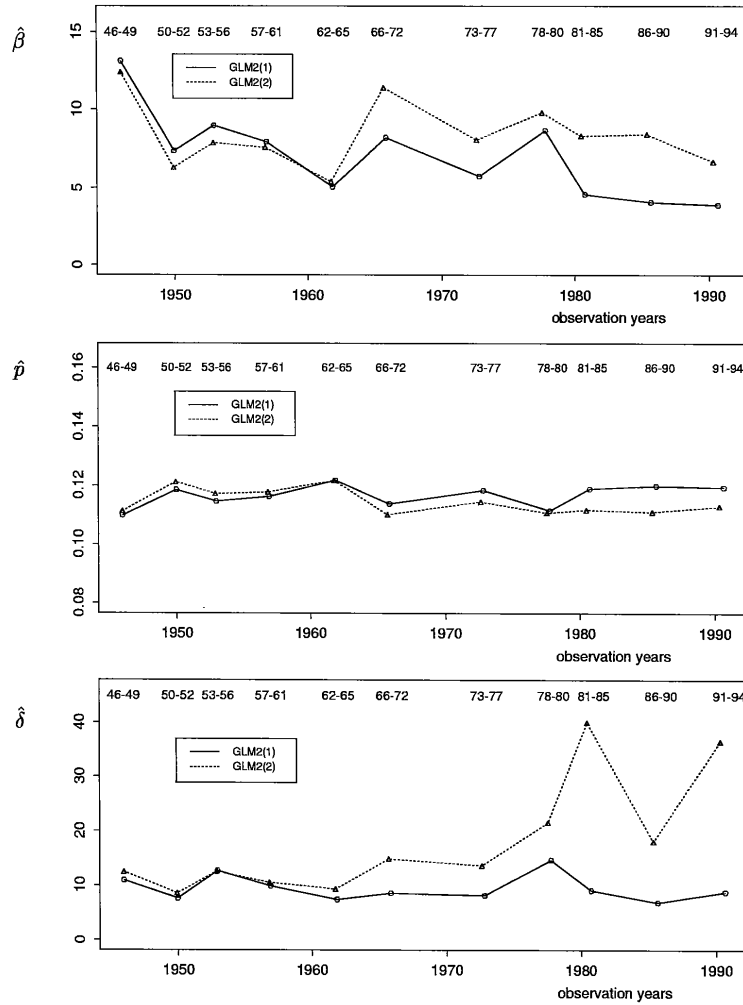 β̂
15
10
5
0
46-49 50-52 53-56 57-61 62-65 66-72 73-77 78-80 81-85 86-90 91-94
GLM2(1)
GLM2(2)
1950 1960 1970 1980 1990
observation years
p̂
0.16
0.14
0.12
0.10
0.08
46-49 50-52 53-56 57-61 62-65 66-72 73-77 78-80 81-85 86-90 91-94
GLM2(1)
GLM2(2)
1950 1960 1970 1980 1990
observation years
δ̂
40
30
20
10
0
46-49 50-52 53-56 57-61 62-65 66-72 73-77 78-80 81-85 86-90 91-94
GLM2(1)
GLM2(2)
1950 1960 1970 1980 1990
observation years